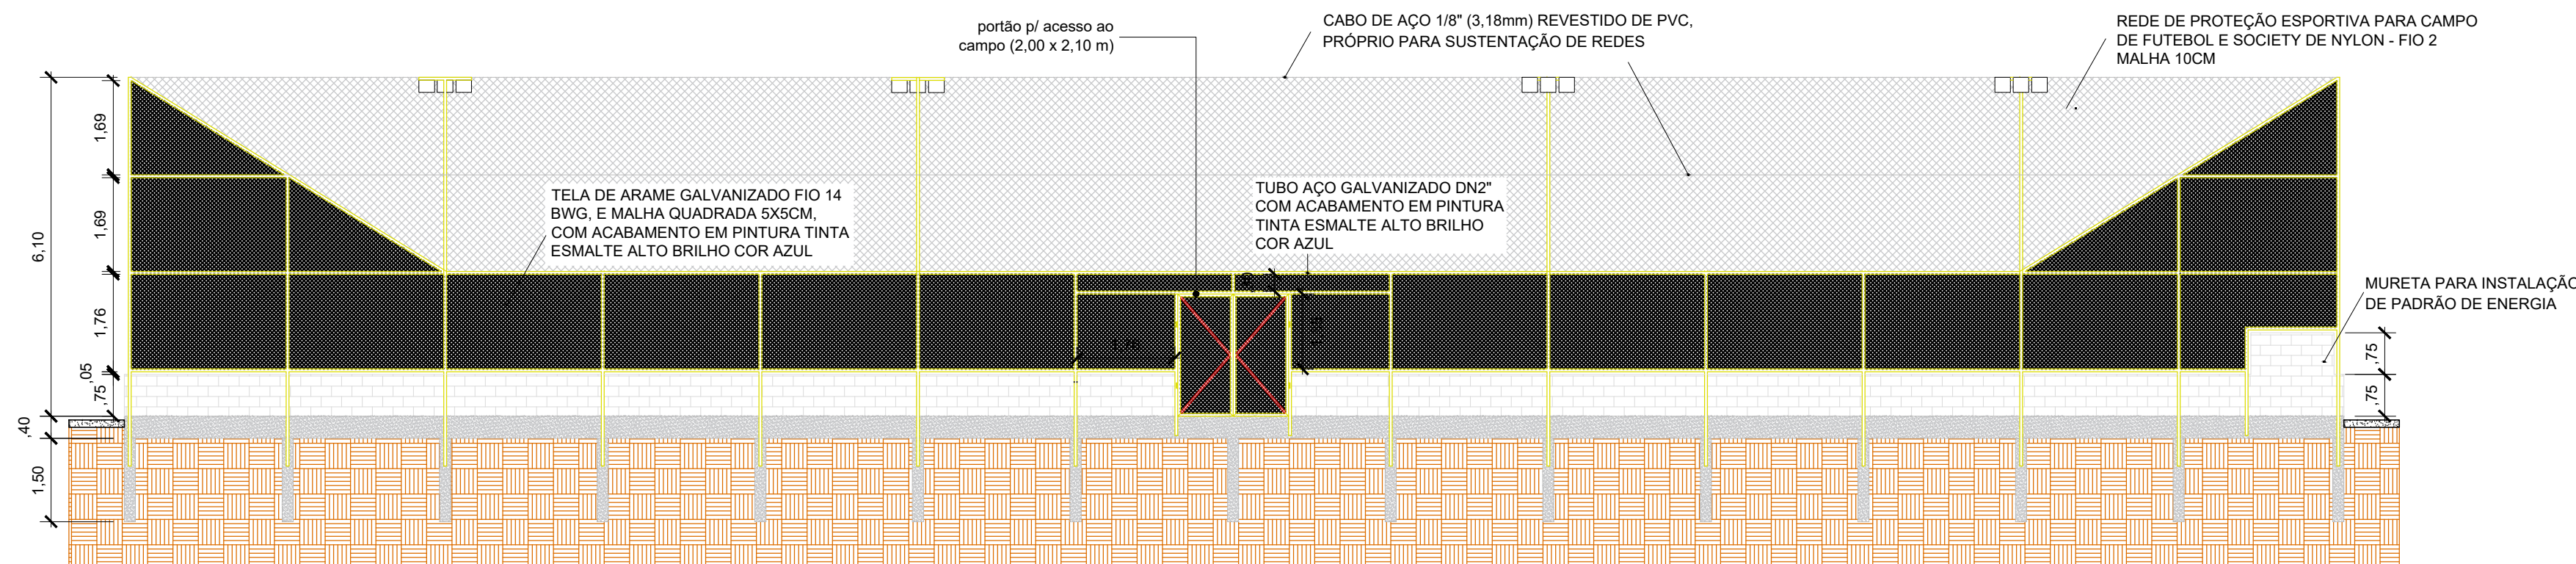 portão p/ acesso ao
campo (2,00 x 2,10 m)
CABO DE AÇO 1/8" (3,18mm) REVESTIDO DE PVC,
PRÓPRIO PARA SUSTENTAÇÃO DE REDES
REDE DE PROTEÇÃO ESPORTIVA PARA CAMPO
DE FUTEBOL E SOCIETY DE NYLON - FIO 2
MALHA 10CM
TELA DE ARAME GALVANIZADO FIO 14
BWG, E MALHA QUADRADA 5X5CM,
COM ACABAMENTO EM PINTURA TINTA
ESMALTE ALTO BRILHO COR AZUL
TUBO AÇO GALVANIZADO DN2"
COM ACABAMENTO EM PINTURA
TINTA ESMALTE ALTO BRILHO
COR AZUL
MURETA PARA INSTALAÇÃO
DE PADRÃO DE ENERGIA
6,10
1,69
1,69
1,76
,05
,75
,40
1,50
,75
,75